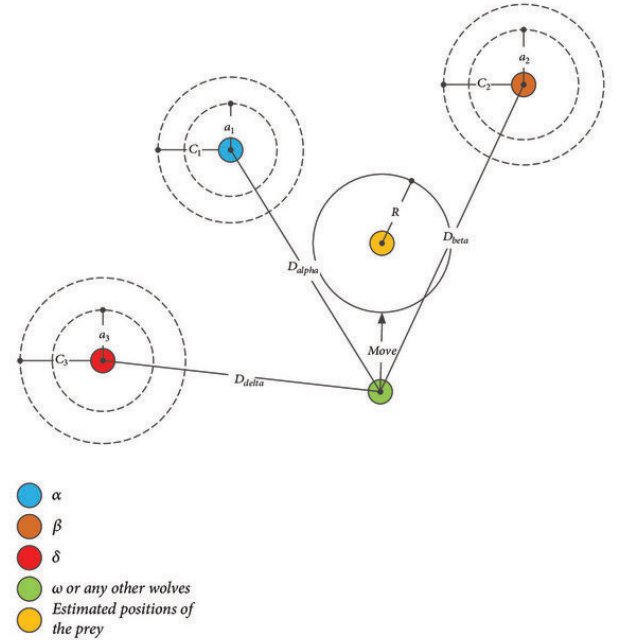 a2
C2
a1
C1
R
Dbeta
Dalpha
a3
Move
C3
Ddelta
α
β
δ
ω or any other wolves
Estimated positions of
the prey